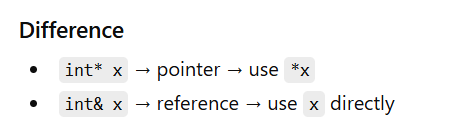 Difference
• int* x → pointer → use *x
• int& x → reference → use x directly